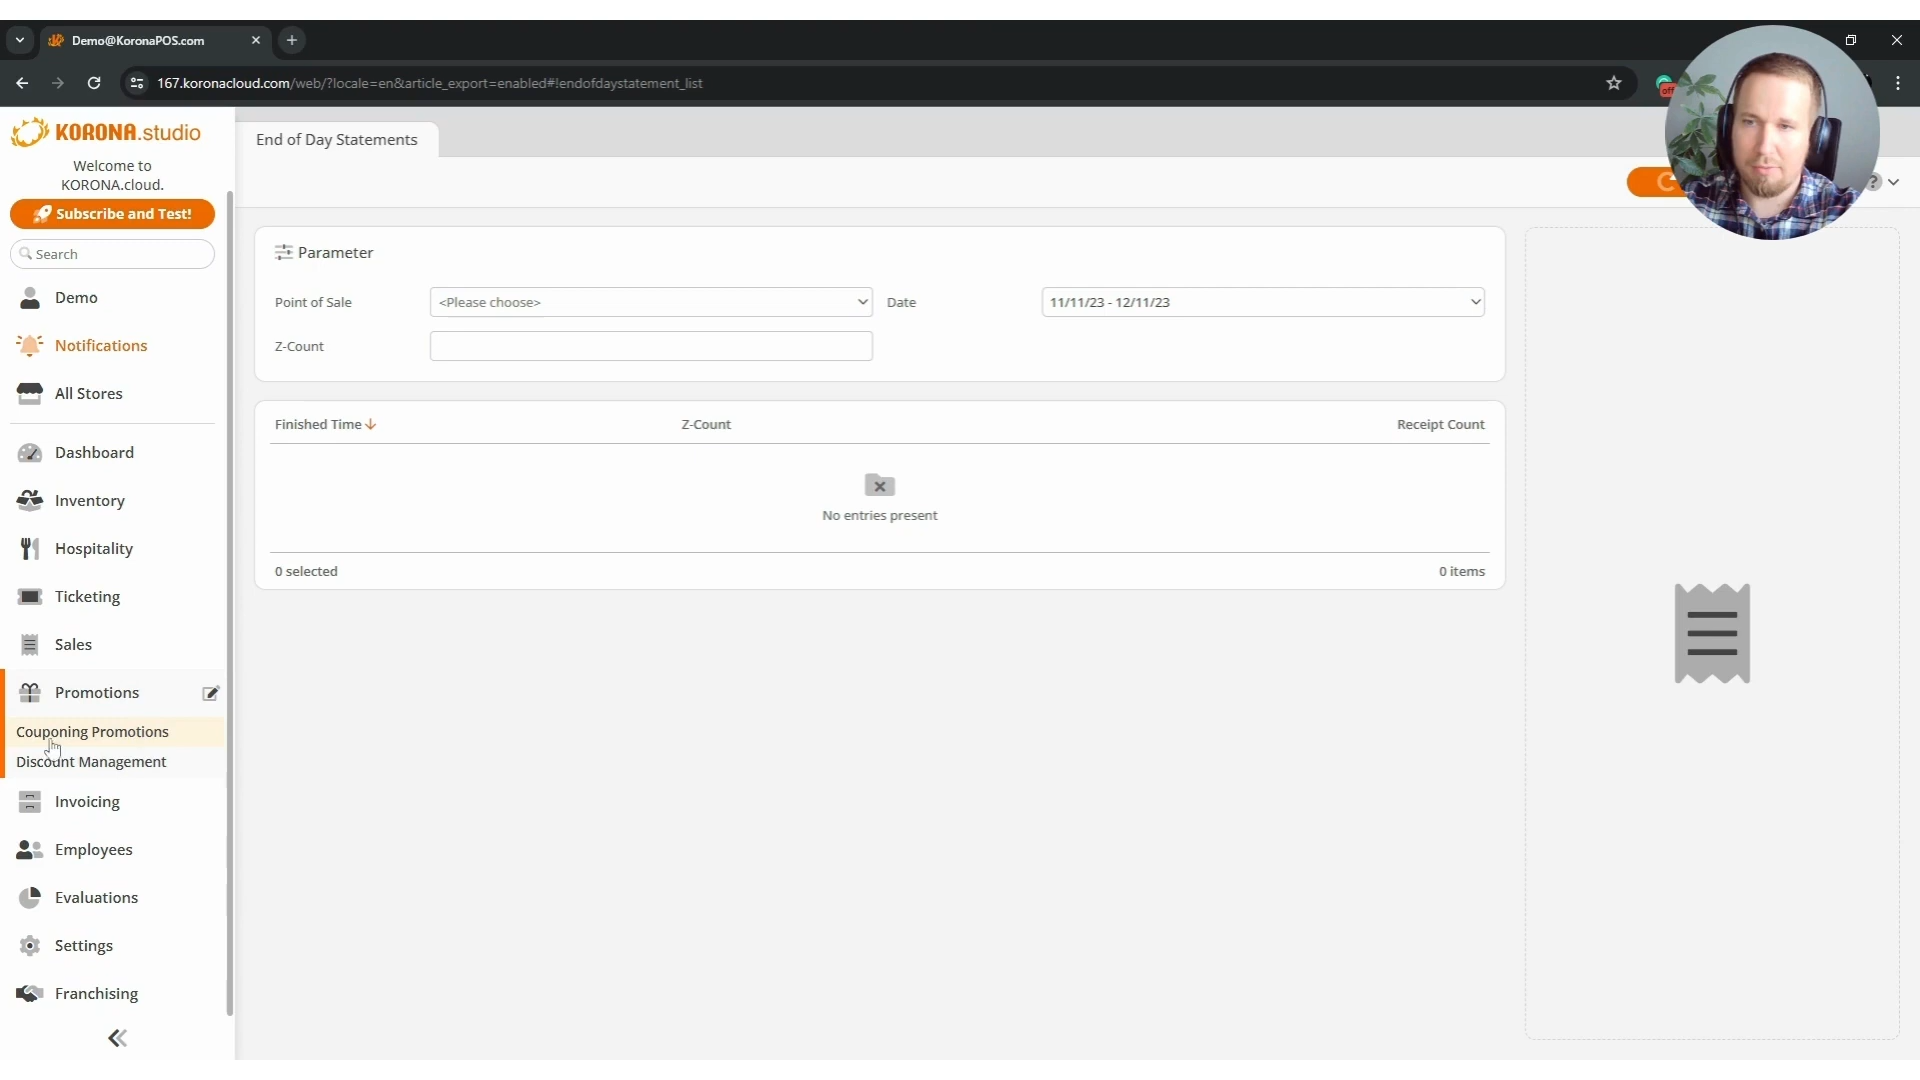 Demo@KoronaPOS.com
167.koronacloud.com/web/?locale=en&article_export=enabled#!endofdaystatement_list
off
KORONA.studio
Welcome to
KORONA.cloud.
Subscribe and Test!
Search
Demo
Notifications
All Stores
Dashboard
Inventory
Hospitality
Ticketing
Sales
Promotions
Couponing Promotions
Discount Management
Invoicing
Employees
Evaluations
Settings
Franchising
End of Day Statements
?
Parameter
Point of Sale
<Please choose>
Date
11/11/23 - 12/11/23
Z-Count
Finished Time
Z-Count
Receipt Count
No entries present
0 selected
0 items